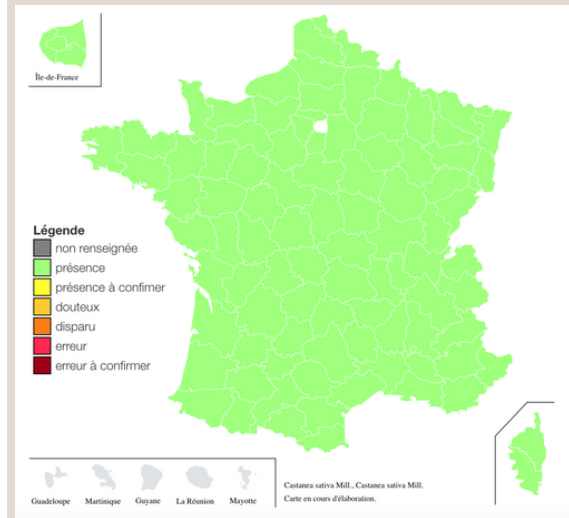 Île-de-France
Légende
non renseignée
présence
présence à confimer
douteux
disparu
erreur
erreur à confirmer
Guadeloupe Martinique Guyane La Réunion Mayotte
Castanea sativa Mill., Castanea sativa Mill.
Carte en cours d'élaboration.